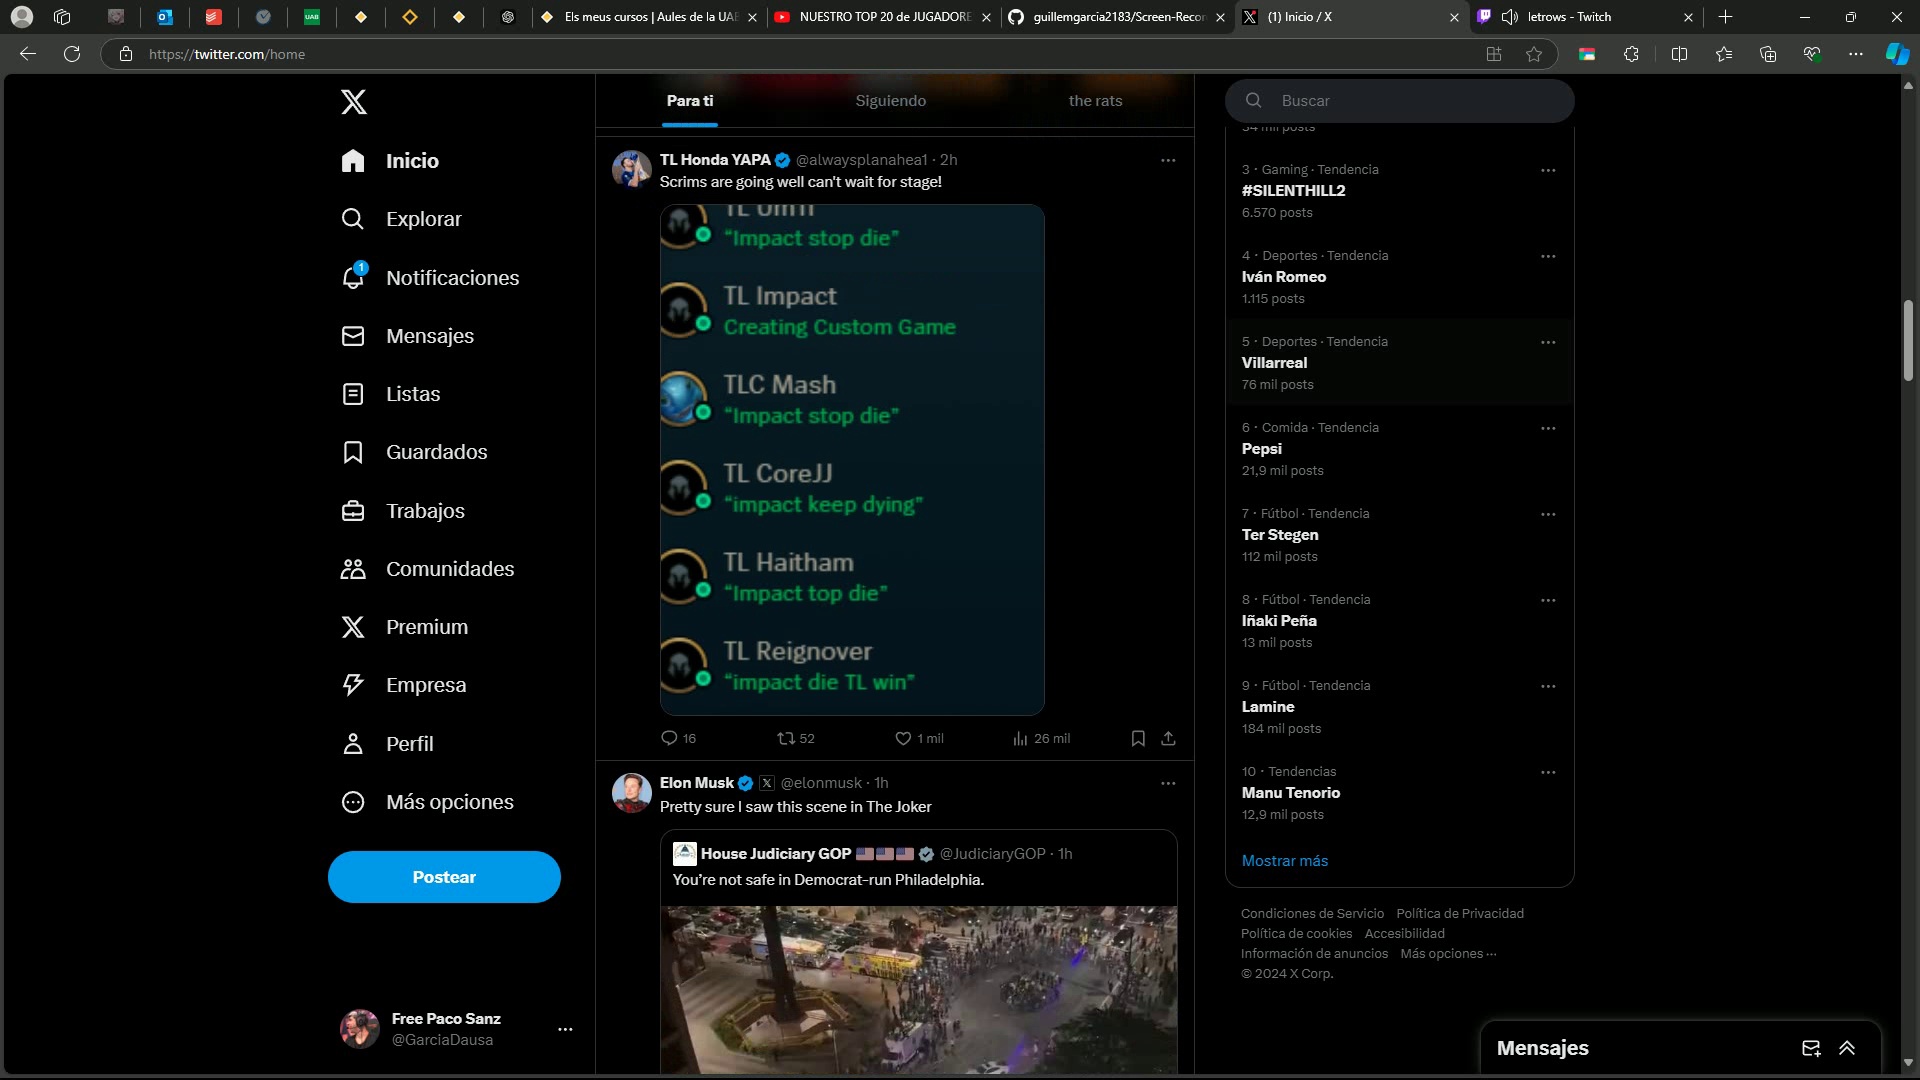 Els meus cursos | Aules de la UA
NUESTRO TOP 20 de JUGADORE
guillemgarcia2183/Screen-Recor
(1) Inicio / X
letrows - Twitch
https://twitter.com/home
Inicio
Explorar
1
Notificaciones
Mensajes
Listas
Guardados
Trabajos
Comunidades
Premium
Empresa
Perfil
Más opciones
Postear
Free Paco Sanz
@GarciaDausa
Para ti
Siguiendo
the rats
TL Honda YAPA @alwaysplanahea1 · 2h
Scrims are going well can't wait for stage!
"Impact stop die"
TL Impact
Creating Custom Game
TLC Mash
"Impact stop die"
TL CoreJJ
"impact keep dying"
TL Haitham
"Impact top die"
TL Reignover
"impact die TL win"
16
52
1 mil
26 mil
Elon Musk @elonmusk · 1h
Pretty sure I saw this scene in The Joker
House Judiciary GOP 🇺🇸🇺🇸🇺🇸 @JudiciaryGOP · 1h
You're not safe in Democrat-run Philadelphia.
Buscar
34 mil posts
3 · Gaming · Tendencia
#SILENTHILL2
6.570 posts
4 · Deportes · Tendencia
Iván Romeo
1.115 posts
5 · Deportes · Tendencia
Villarreal
76 mil posts
6 · Comida · Tendencia
Pepsi
21,9 mil posts
7 · Fútbol · Tendencia
Ter Stegen
112 mil posts
8 · Fútbol · Tendencia
Iñaki Peña
13 mil posts
9 · Fútbol · Tendencia
Lamine
184 mil posts
10 · Tendencias
Manu Tenorio
12,9 mil posts
Mostrar más
Condiciones de Servicio Política de Privacidad
Política de cookies Accesibilidad
Información de anuncios Más opciones ···
© 2024 X Corp.
Mensajes